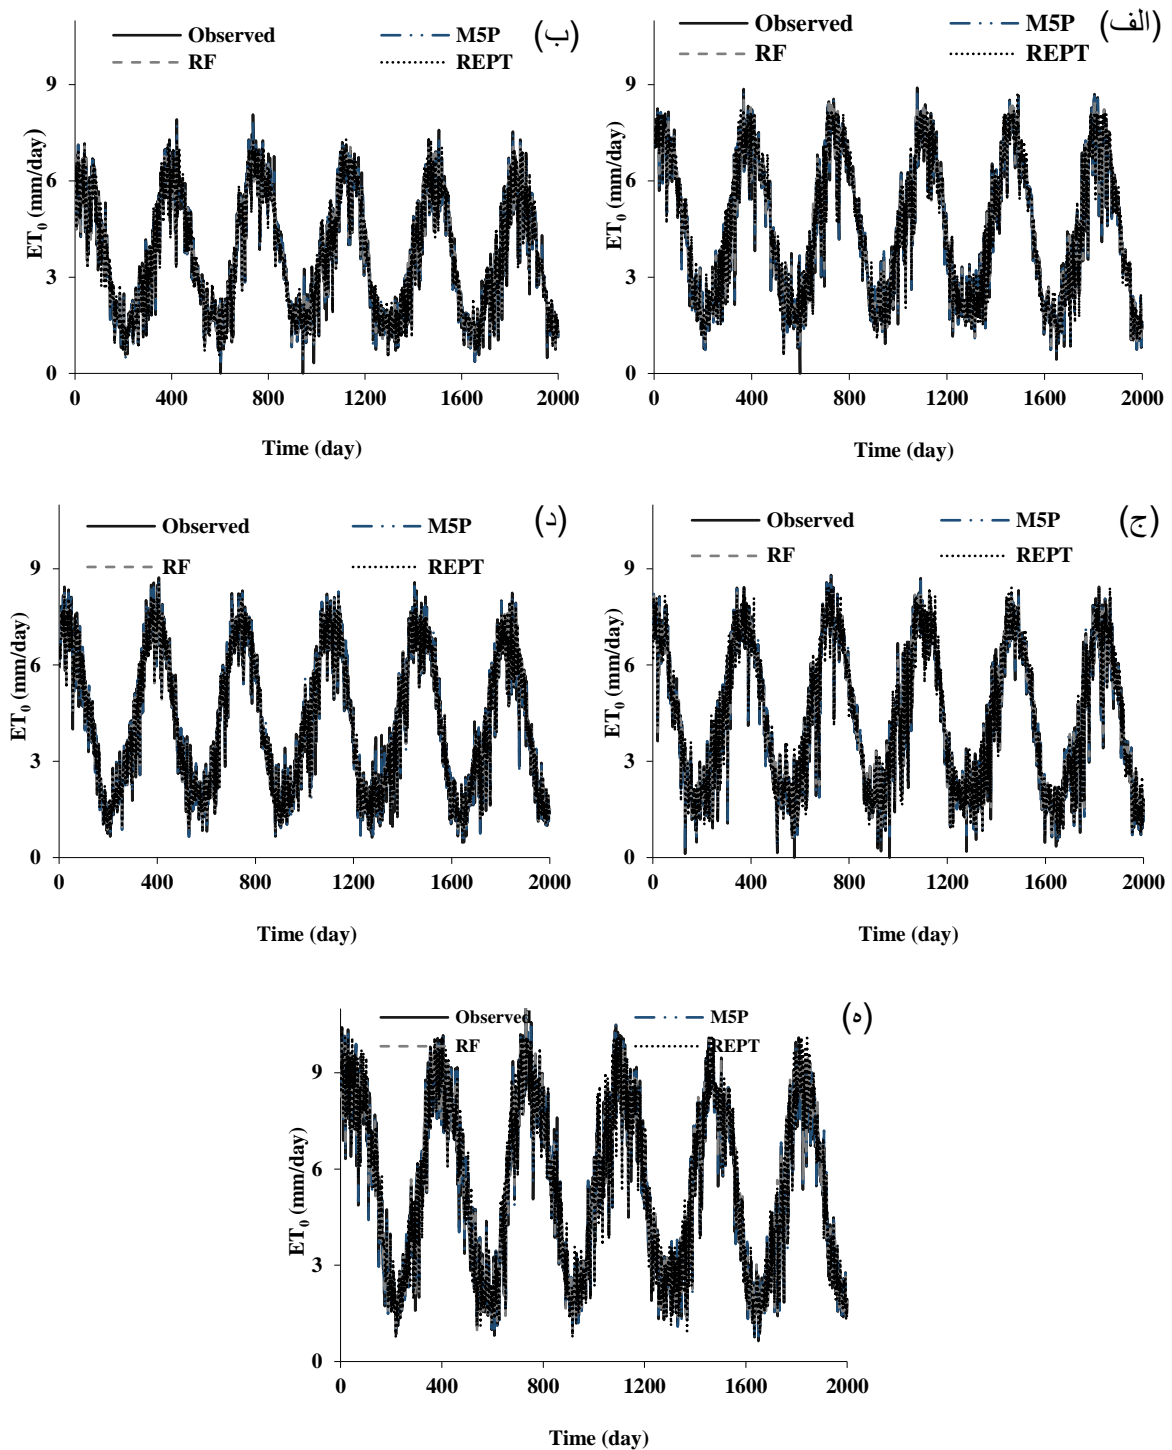 (الف)
Observed M5P
RF REPT
9
6
3
0
ET0 (mm/day)
0 400 800 1200 1600 2000
Time (day)
(ب)
Observed M5P
RF REPT
9
6
3
0
ET0 (mm/day)
0 400 800 1200 1600 2000
Time (day)
(ج)
Observed M5P
RF REPT
9
6
3
0
ET0 (mm/day)
0 400 800 1200 1600 2000
Time (day)
(د)
Observed M5P
RF REPT
9
6
3
0
ET0 (mm/day)
0 400 800 1200 1600 2000
Time (day)
(ه)
Observed M5P
RF REPT
9
6
3
0
ET0 (mm/day)
0 400 800 1200 1600 2000
Time (day)